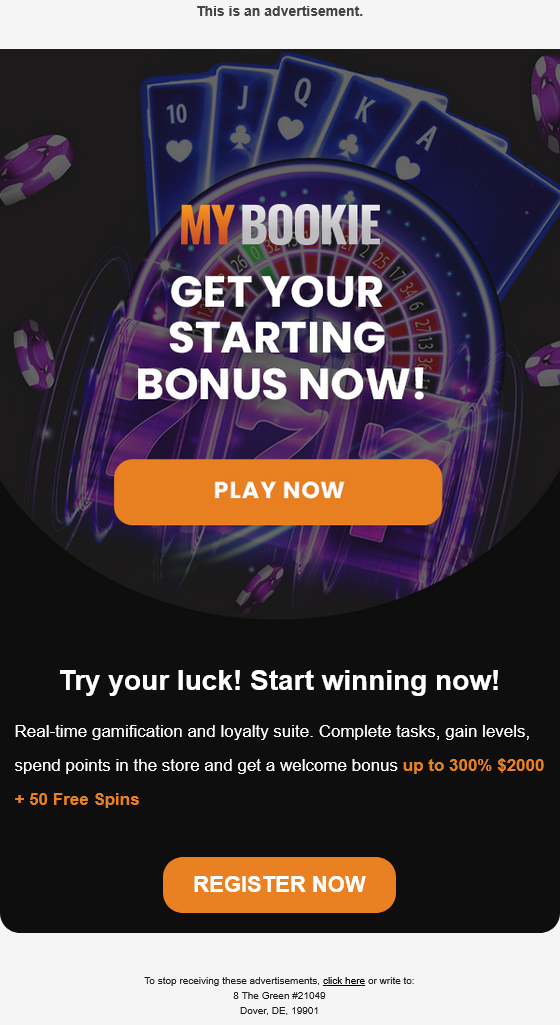 This is an advertisement.
10
J
Q
K
A
MY BOOKIE
GET YOUR
STARTING
BONUS NOW!
PLAY NOW
Try your luck! Start winning now!
Real-time gamification and loyalty suite. Complete tasks, gain levels,
spend points in the store and get a welcome bonus up to 300% $2000
+ 50 Free Spins
REGISTER NOW
To stop receiving these advertisements, click here or write to:
8 The Green #21049
Dover, DE, 19901